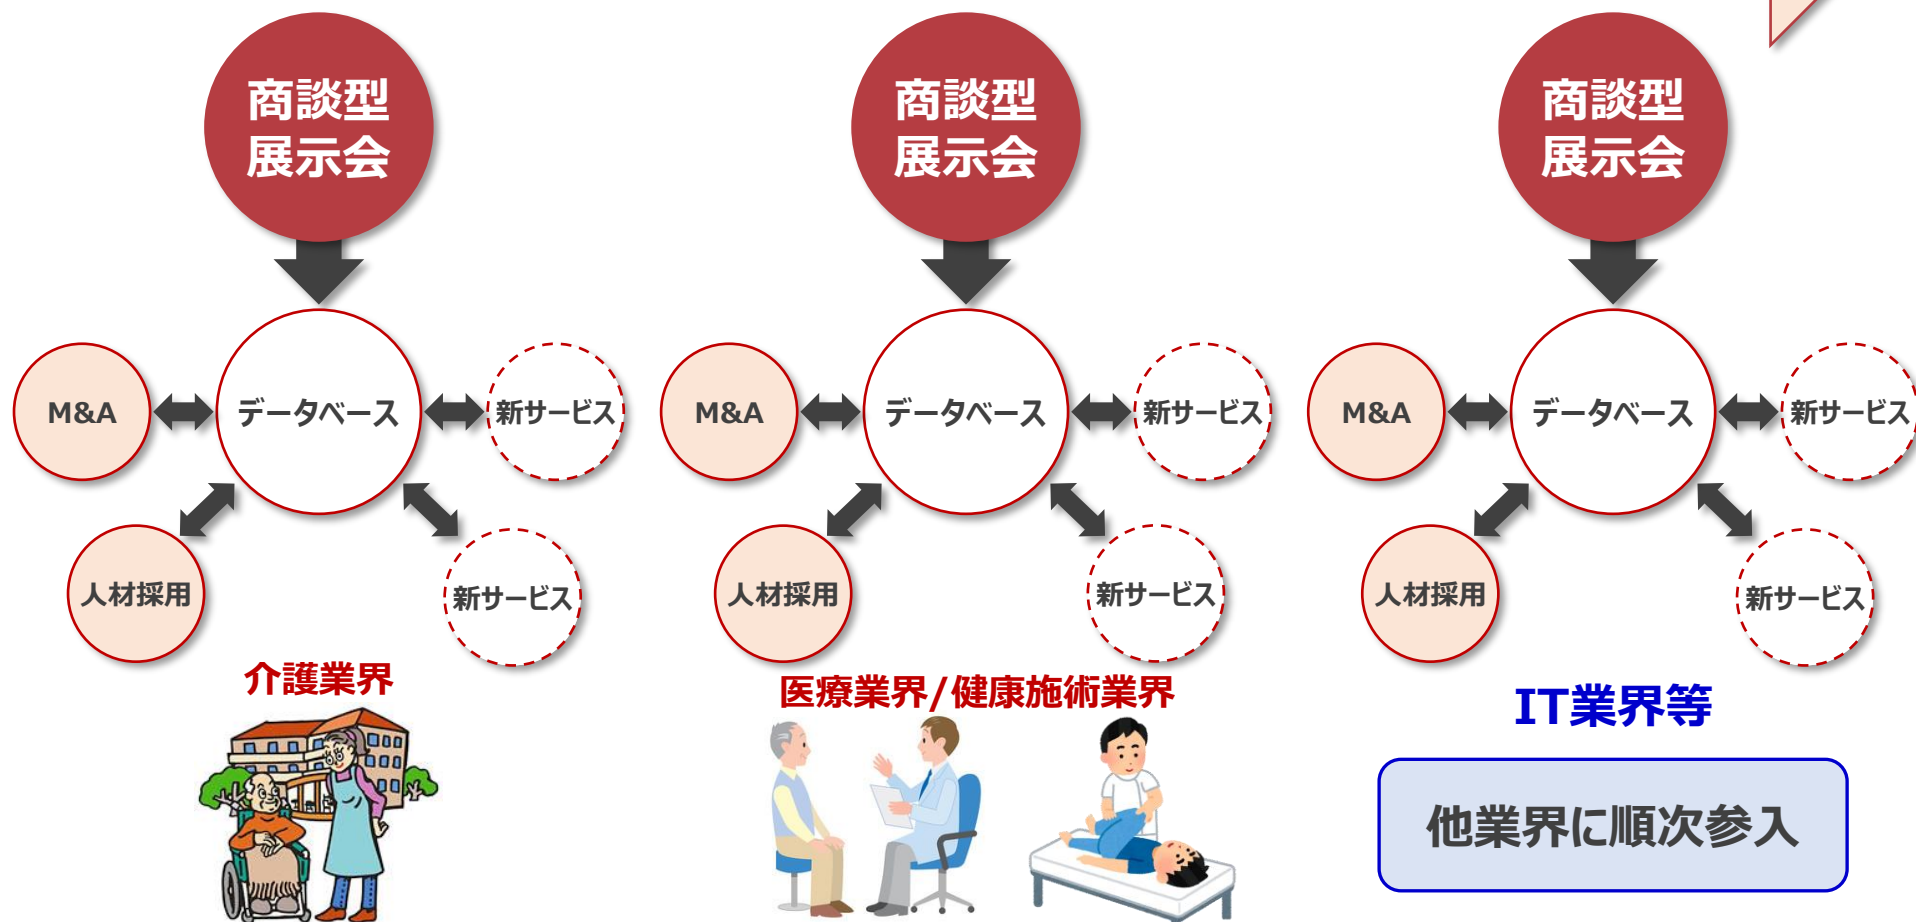 商談型
展示会
商談型
展示会
商談型
展示会
M&A
データベース
新サービス
M&A
データベース
新サービス
M&A
データベース
新サービス
人材採用
新サービス
人材採用
新サービス
人材採用
新サービス
介護業界
医療業界/健康施術業界
IT業界等
他業界に順次参入